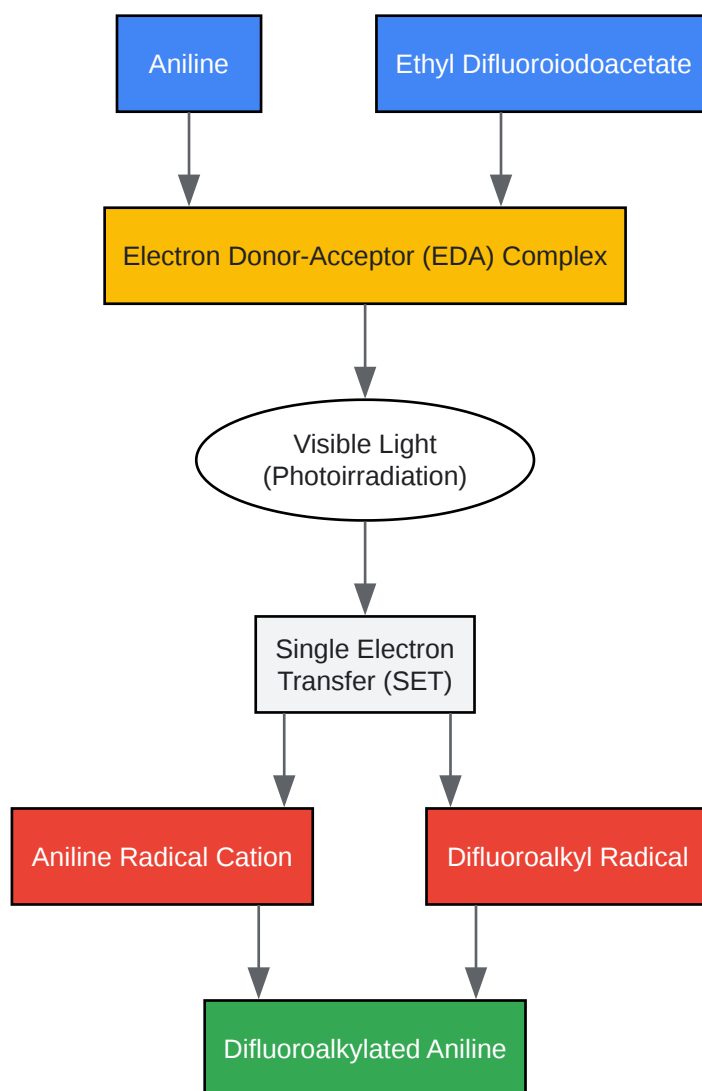 Aniline
Ethyl Difluoroiodoacetate
Electron Donor-Acceptor (EDA) Complex
Visible Light
(Photoirradiation)
Single Electron
Transfer (SET)
Aniline Radical Cation
Difluoroalkyl Radical
Difluoroalkylated Aniline